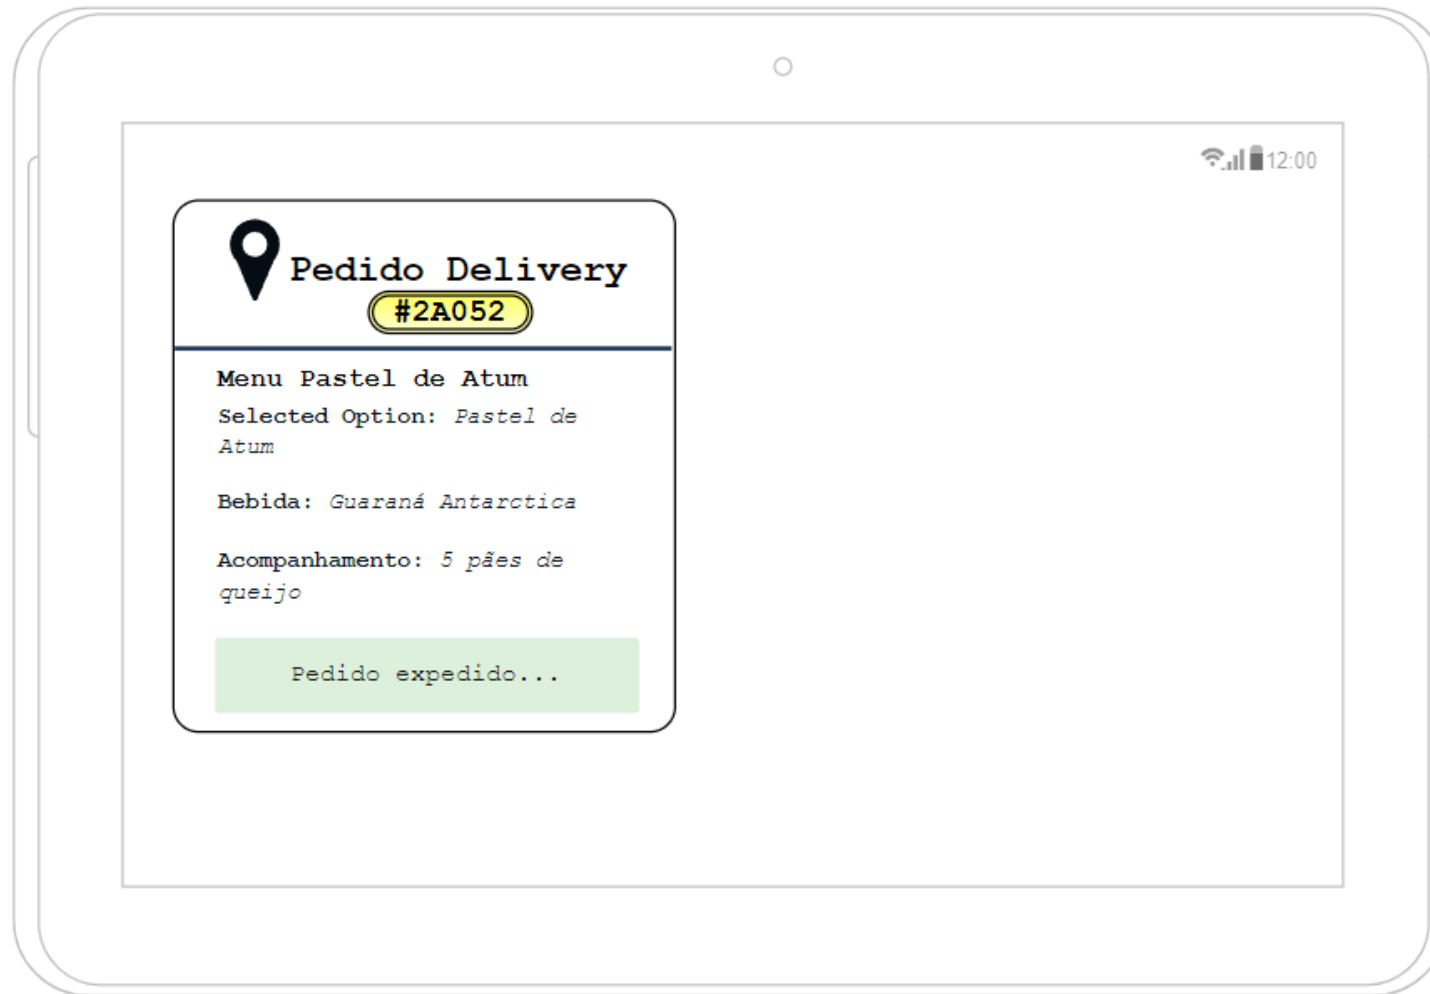 12:00
Pedido Delivery
#2A052
Menu Pastel de Atum
Selected Option: Pastel de
Atum
Bebida: Guaraná Antarctica
Acompanhamento: 5 pães de
queijo
Pedido expedido...